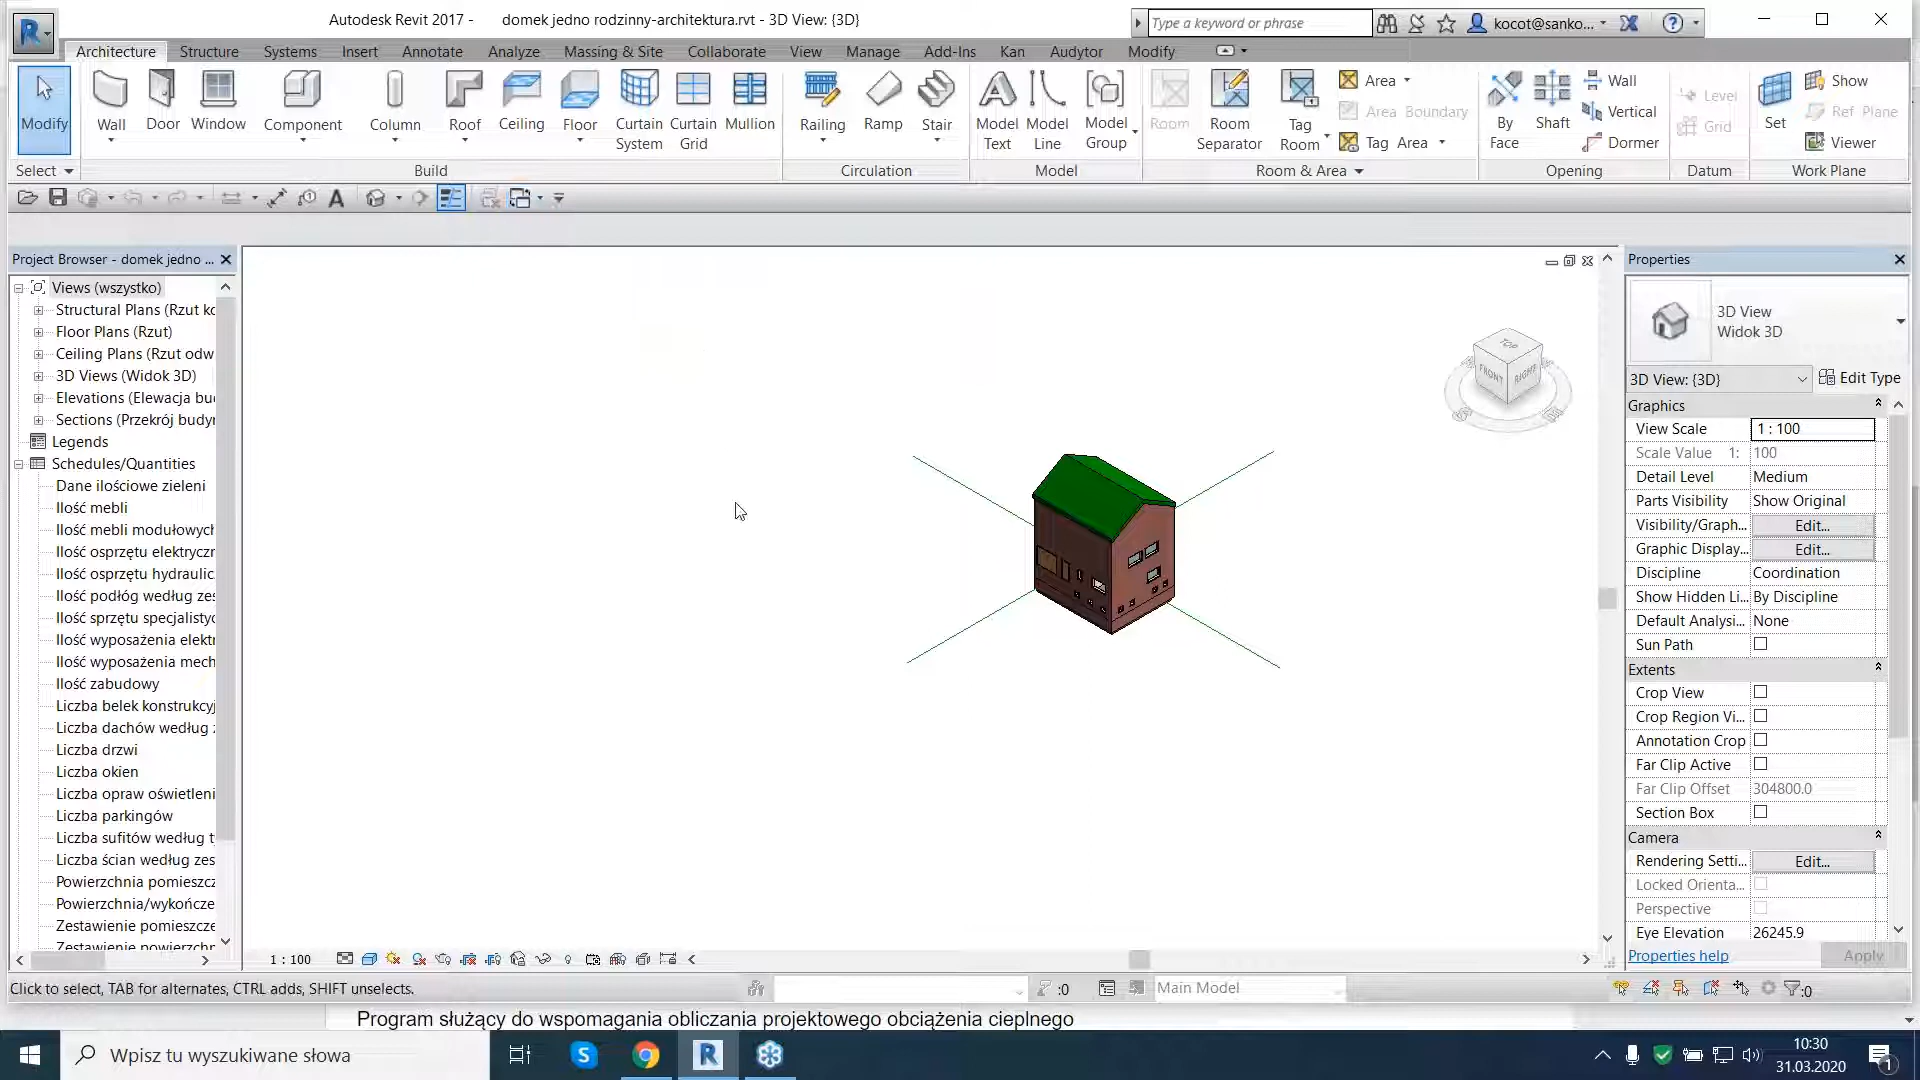 Autodesk Revit 2017 - domek jedno rodzinny-architektura.rvt - 3D View: {3D}
Type a keyword or phrase
kocot@sanko...
Architecture Structure Systems Insert Annotate Analyze Massing & Site Collaborate View Manage Add-Ins Kan Audytor Modify
Modify
Wall
Door
Window
Component
Column
Roof
Ceiling
Floor
Curtain System
Curtain Grid
Mullion
Railing
Ramp
Stair
Model Text
Model Line
Model Group
Room
Room Separator
Tag Room
Area
Area Boundary
Tag Area
By Face
Shaft
Wall
Vertical
Dormer
Level
Grid
Set
Show
Ref Plane
Viewer
Select Build Circulation Model Room & Area Opening Datum Work Plane
Project Browser - domek jedno ...
Views (wszystko)
Structural Plans (Rzut ko
Floor Plans (Rzut)
Ceiling Plans (Rzut odw
3D Views (Widok 3D)
Elevations (Elewacja bu
Sections (Przekrój budyn
Legends
Schedules/Quantities
Dane ilościowe zieleni
Ilość mebli
Ilość mebli modułowych
Ilość osprzętu elektryczn
Ilość osprzętu hydraulic
Ilość podłóg według zes
Ilość sprzętu specjalistyc
Ilość wyposażenia elektr
Ilość wyposażenia mech
Ilość zabudowy
Liczba belek konstrukcyj
Liczba dachów według z
Liczba drzwi
Liczba okien
Liczba opraw oświetleni
Liczba parkingów
Liczba sufitów według t
Liczba ścian według zes
Powierzchnia pomieszcz
Powierzchnia/wykończe
Zestawienie pomieszcze
Zestawienie powierzchn
TOP
FRONT
RIGHT
Properties
3D View
Widok 3D
3D View: {3D} Edit Type
Graphics
View Scale 1 : 100
Scale Value 1: 100
Detail Level Medium
Parts Visibility Show Original
Visibility/Graph... Edit...
Graphic Display... Edit...
Discipline Coordination
Show Hidden Li... By Discipline
Default Analysi... None
Sun Path
Extents
Crop View
Crop Region Vi...
Annotation Crop
Far Clip Active
Far Clip Offset 304800.0
Section Box
Camera
Rendering Setti... Edit...
Locked Orienta...
Perspective
Eye Elevation 26245.9
Properties help Apply
1 : 100
Click to select, TAB for alternates, CTRL adds, SHIFT unselects.
:0
Main Model
:0
Program służący do wspomagania obliczania projektowego obciążenia cieplnego
Wpisz tu wyszukiwane słowa
10:30
31.03.2020
1